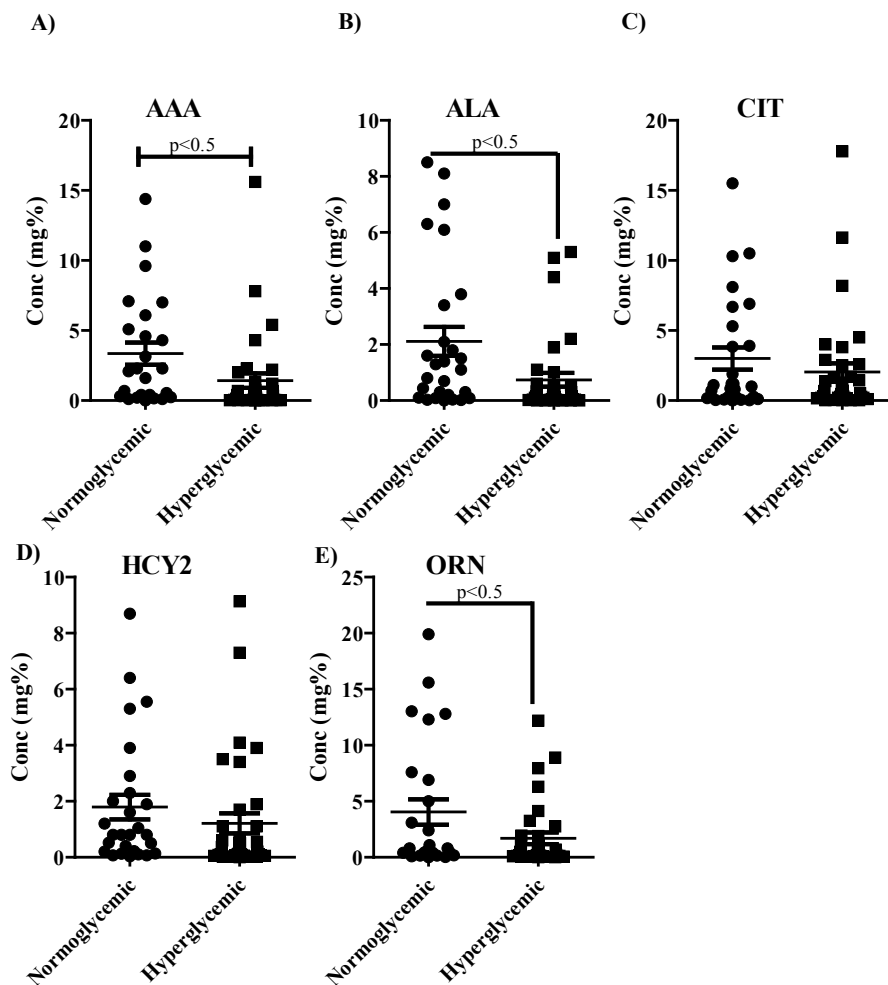 A)
AAA
20
15
10
5
0
Conc (mg%)
p<0.5
Normoglycemic
Hyperglycemic
B)
ALA
10
8
6
4
2
0
Conc (mg%)
p<0.5
Normoglycemic
Hyperglycemic
C)
CIT
20
15
10
5
0
Conc (mg%)
Normoglycemic
Hyperglycemic
D)
HCY2
10
8
6
4
2
0
Conc (mg%)
Normoglycemic
Hyperglycemic
E)
ORN
25
20
15
10
5
0
Conc (mg%)
p<0.5
Normoglycemic
Hyperglycemic